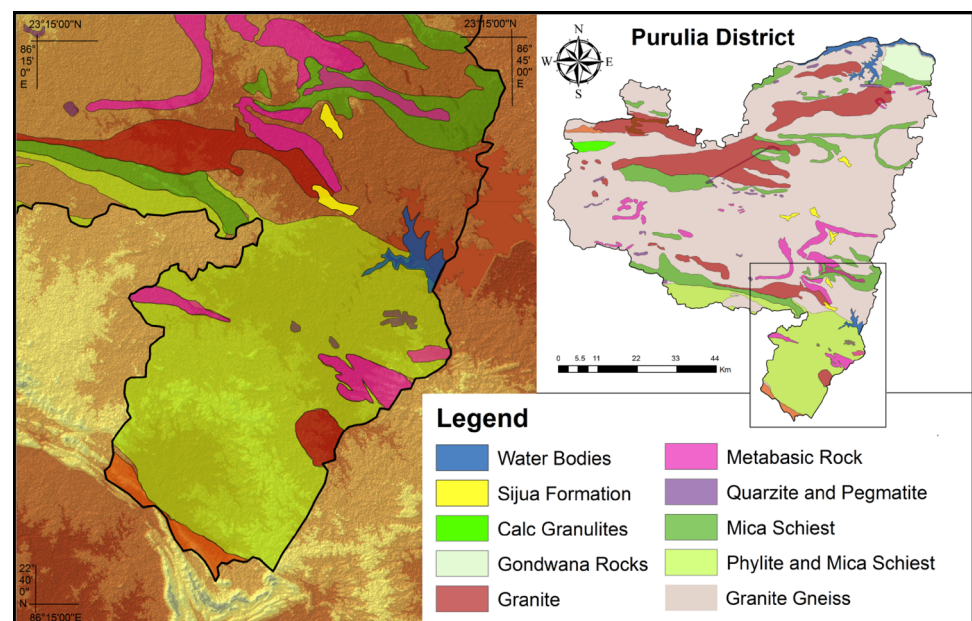 23°15'00"N
23°15'00"N
86°
15'
00"
E
86°
45'
00"
E
Purulia District
N
W
E
S
0 5.5 11 22 33 44
Km
Legend
Water Bodies
Sijua Formation
Calc Granulites
Gondwana Rocks
Granite
Metabasic Rock
Quarzite and Pegmatite
Mica Schiest
Phylite and Mica Schiest
Granite Gneiss
22°
40'
0"
N
86°15'00"E